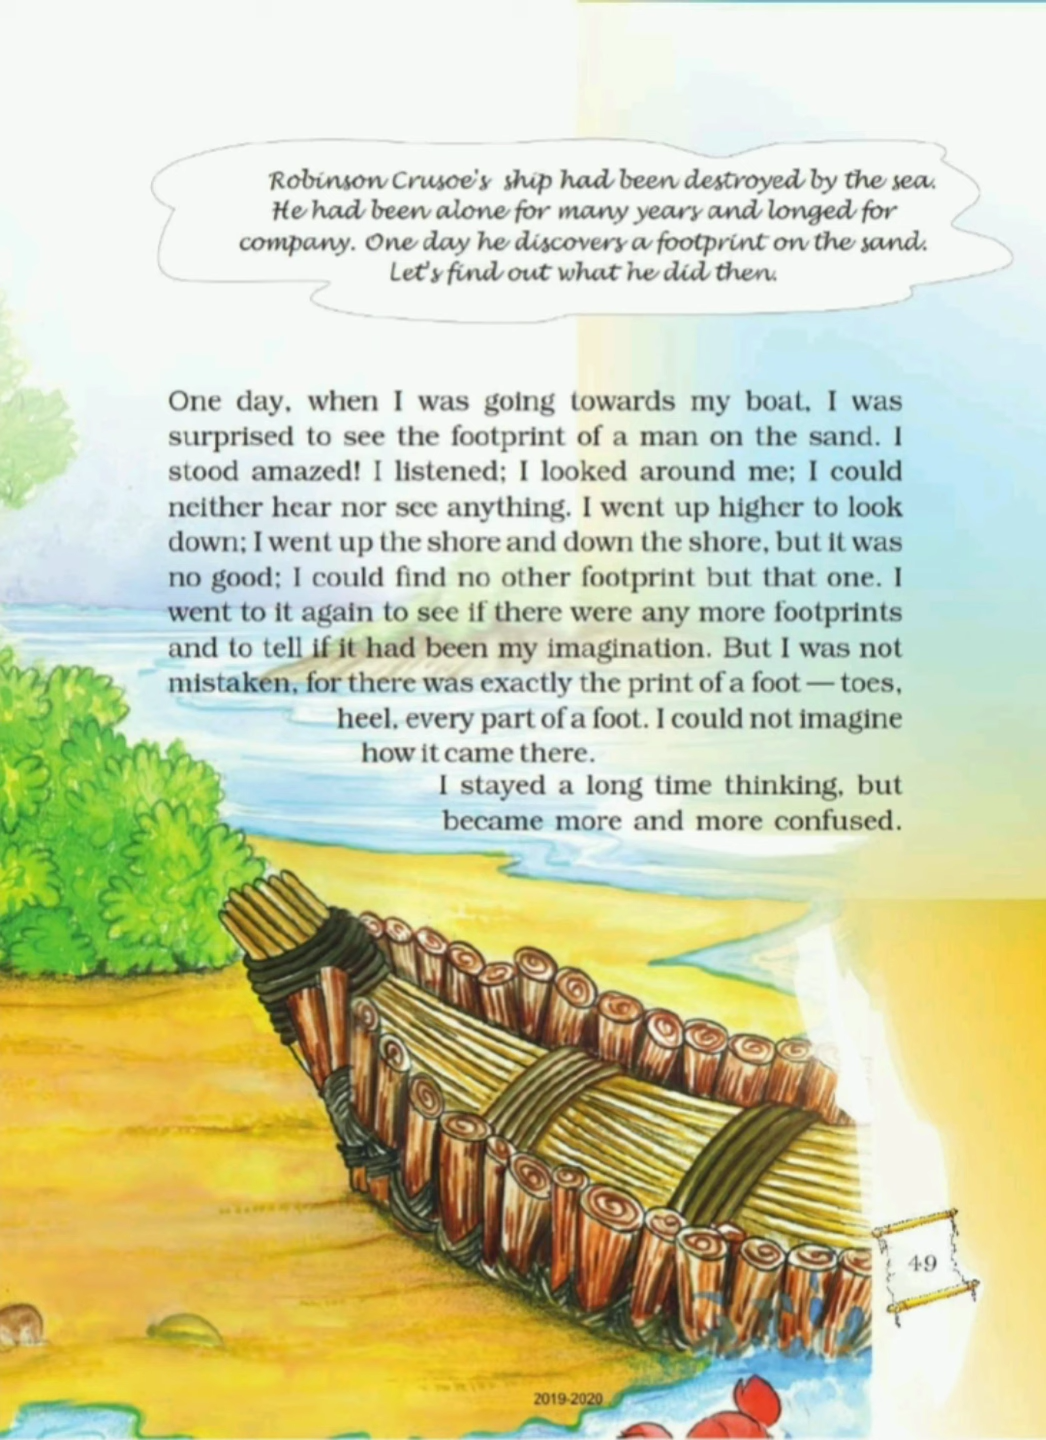 Robinson Crusoe's ship had been destroyed by the sea.
He had been alone for many years and longed for
company. One day he discovers a footprint on the sand.
Let's find out what he did then.
One day, when I was going towards my boat, I was
surprised to see the footprint of a man on the sand. I
stood amazed! I listened; I looked around me; I could
neither hear nor see anything. I went up higher to look
down; I went up the shore and down the shore, but it was
no good; I could find no other footprint but that one. I
went to it again to see if there were any more footprints
and to tell if it had been my imagination. But I was not
mistaken, for there was exactly the print of a foot — toes,
heel, every part of a foot. I could not imagine
how it came there.
I stayed a long time thinking, but
became more and more confused.
49
2019-2020